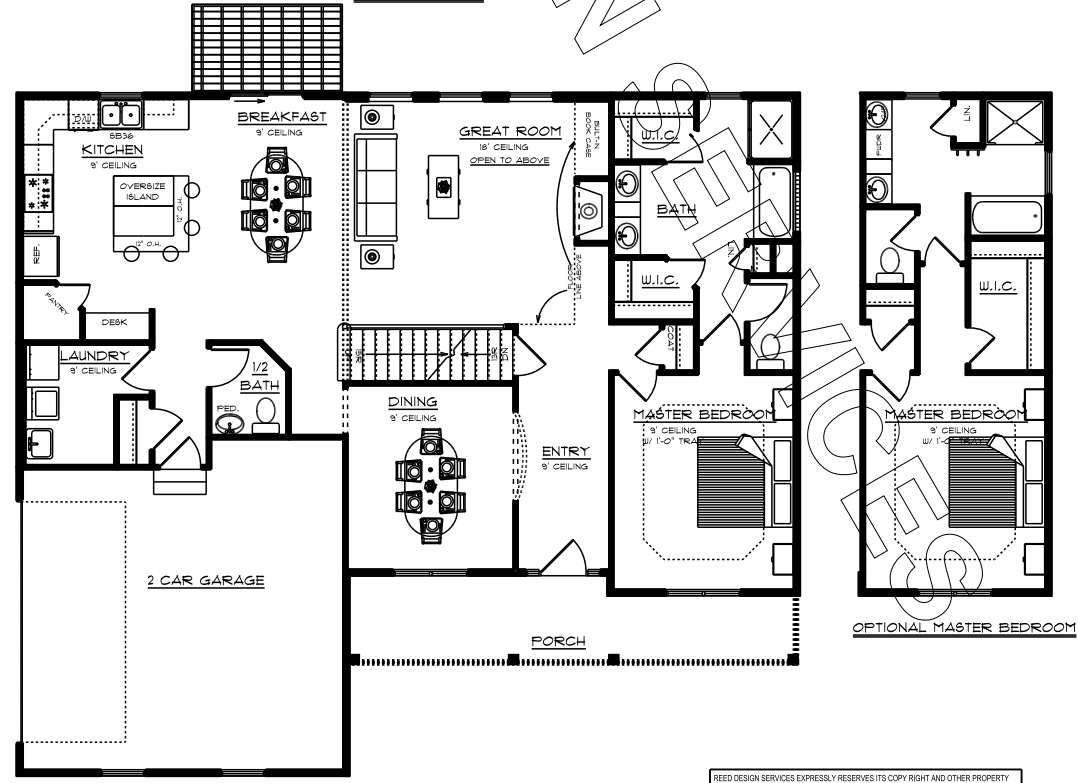 BREAKFAST
9' CEILING
GREAT ROOM
18' CEILING
OPEN TO ABOVE
BUILT-IN
BOOK CASE
W.I.C.
LIN.
PWDR
D/W
SB36
KITCHEN
9' CEILING
OVERSIZE
ISLAND
12" O.H.
12" O.H.
REF.
PANTRY
DESK
BATH
LIN.
FLOOR
LINE ABOVE
W.I.C.
W.I.C.
COAT
LAUNDRY
9' CEILING
1/2
BATH
PED.
DN
DINING
9' CEILING
ENTRY
9' CEILING
MASTER BEDROOM
9' CEILING
W/ 1'-0" TRAY
MASTER BEDROOM
9' CEILING
W/ 1'-0" TRAY
2 CAR GARAGE
PORCH
OPTIONAL MASTER BEDROOM
SERVICES
REED DESIGN SERVICES EXPRESSLY RESERVES ITS COPY RIGHT AND OTHER PROPERTY